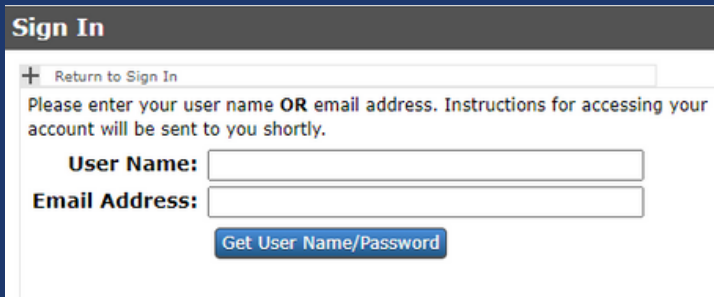 Sign In
Return to Sign In
Please enter your user name OR email address. Instructions for accessing your
account will be sent to you shortly.
User Name:
Email Address:
Get User Name/Password